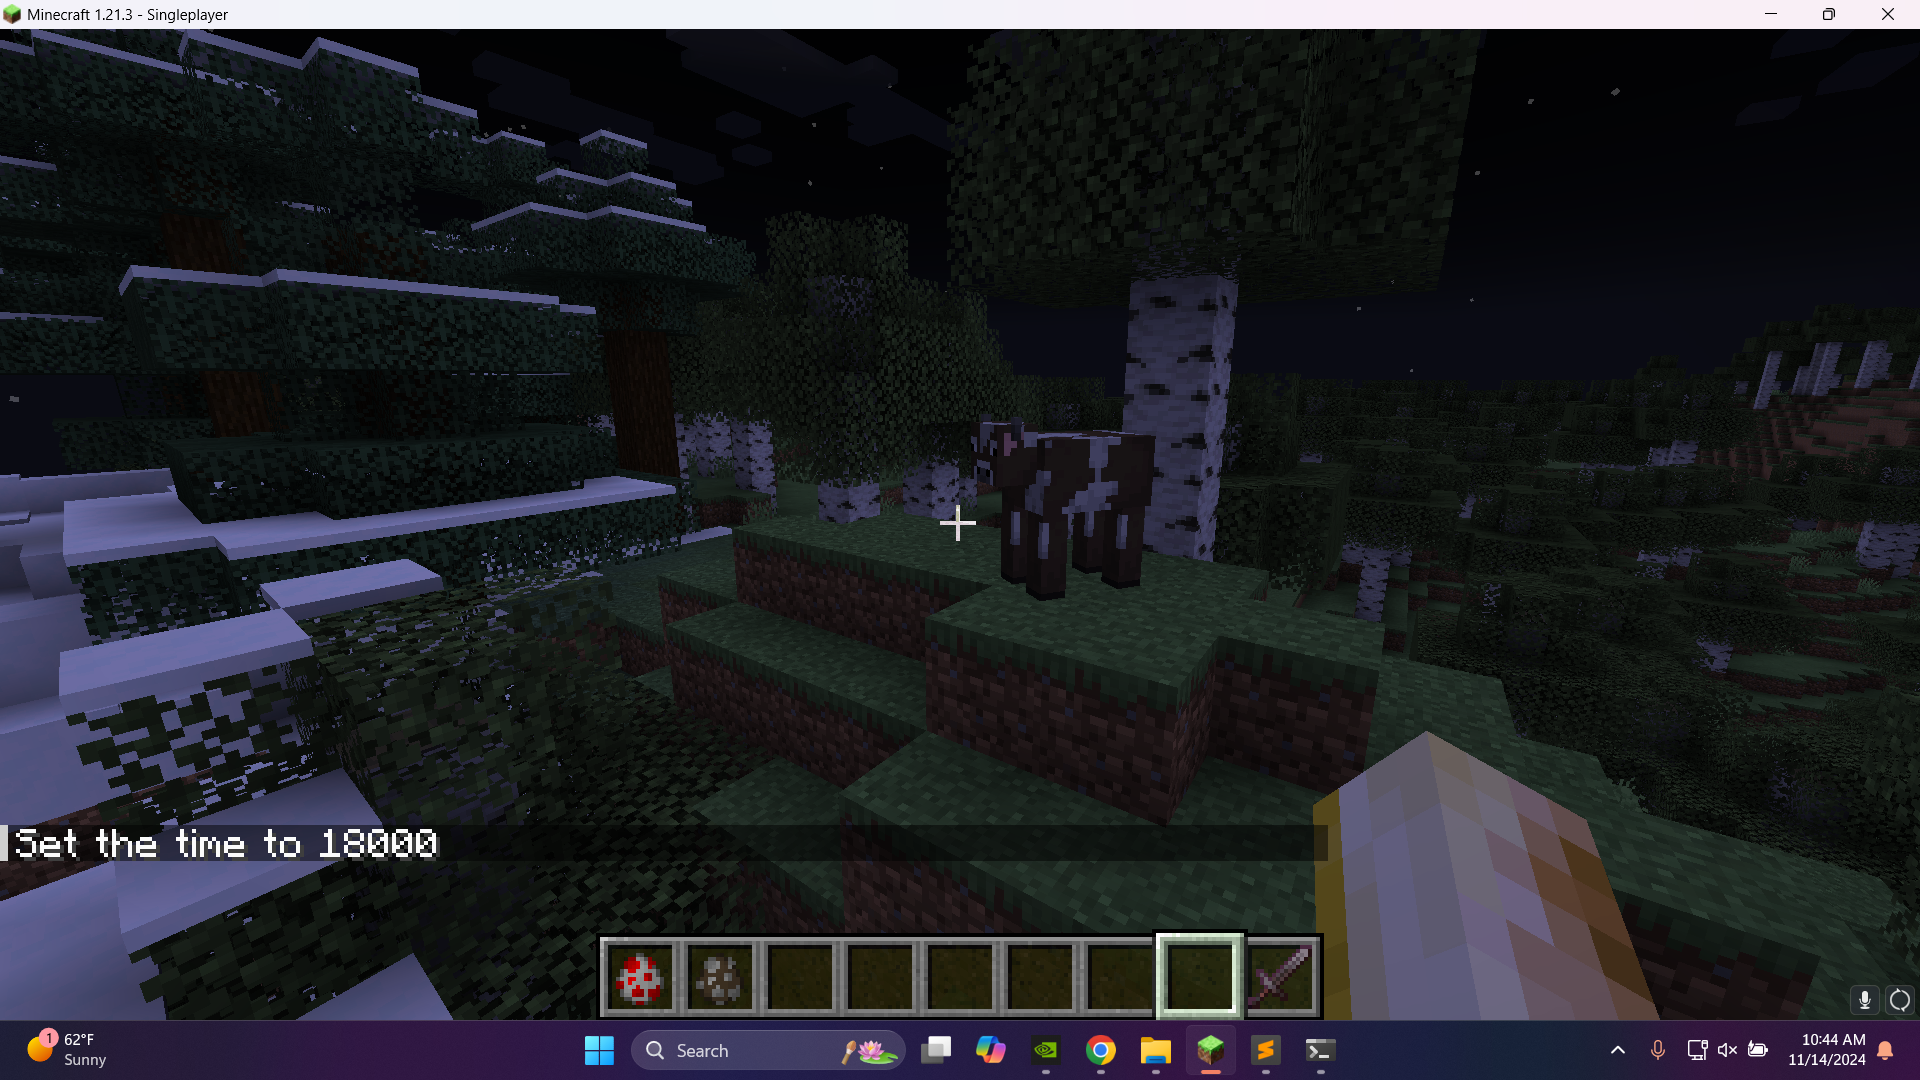 Minecraft 1.21.3 - Singleplayer
Set the time to 18000
1
62°F
Sunny
Search
10:44 AM
11/14/2024